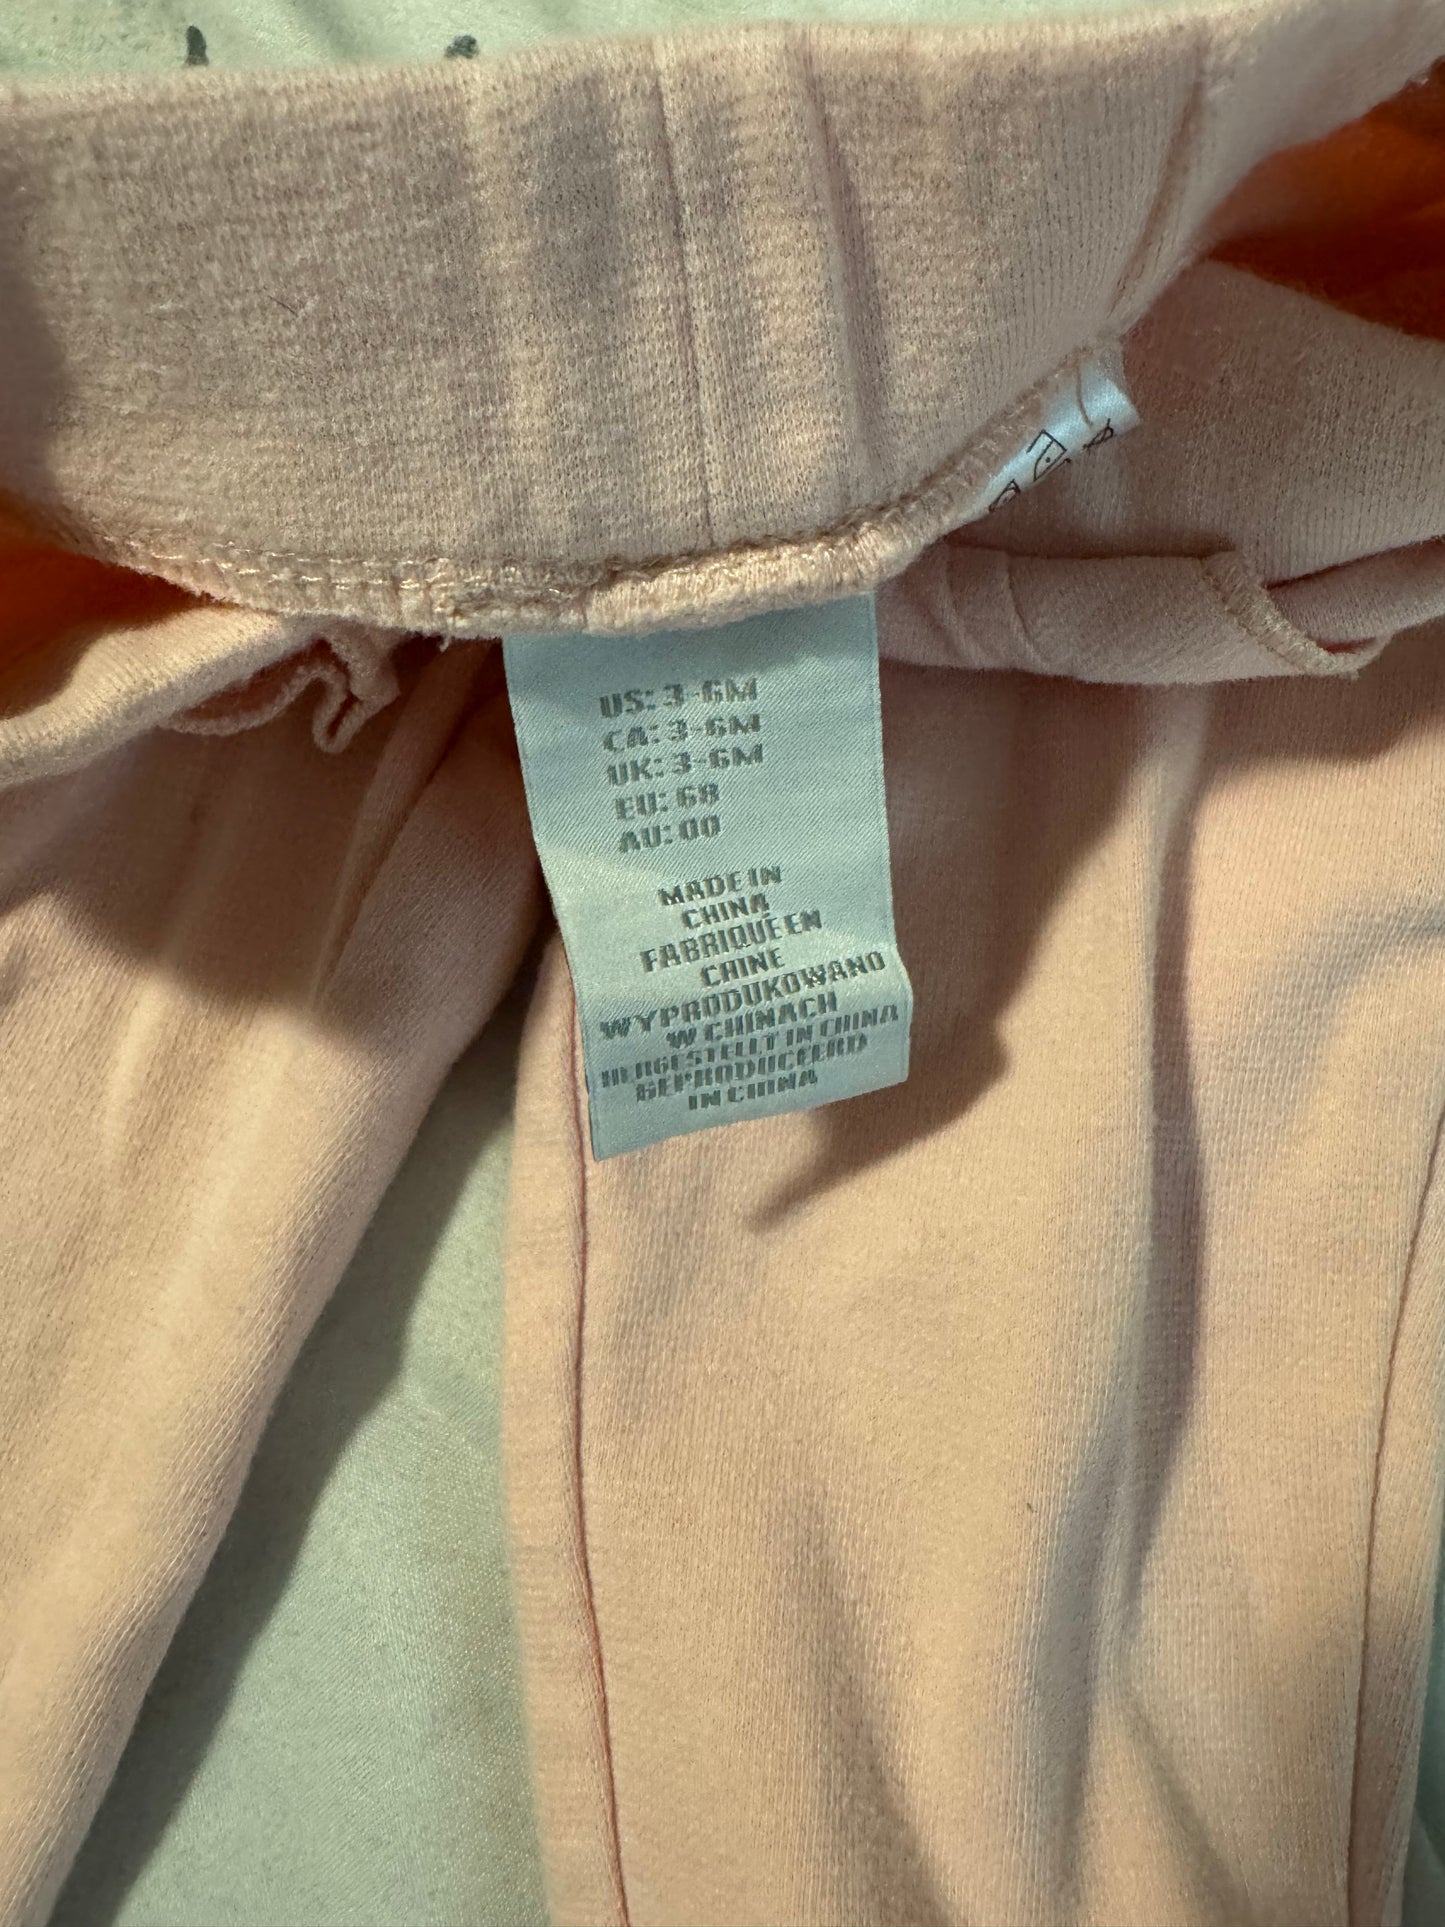 US: 3-6M
CA: 3-6M
UK: 3-6M
EU: 68
AU: 00
MADE IN
CHINA
FABRIQUÉ EN
CHINE
WYPRODUKOWANO
W CHINACH
HERGESTELLT IN CHINA
GEPRODUCEERD
IN CHINA